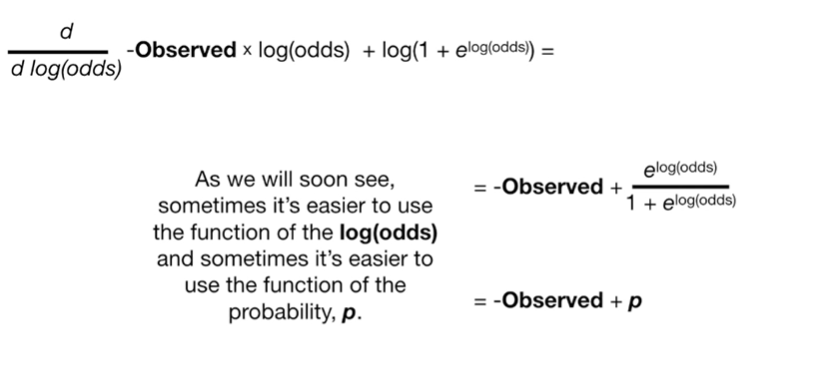 d
d log(odds)
-Observed × log(odds) + log(1 + e^log(odds)) =
As we will soon see,
sometimes it's easier to use
the function of the log(odds)
and sometimes it's easier to
use the function of the
probability, p.
= -Observed +
e^log(odds)
1 + e^log(odds)
= -Observed + p